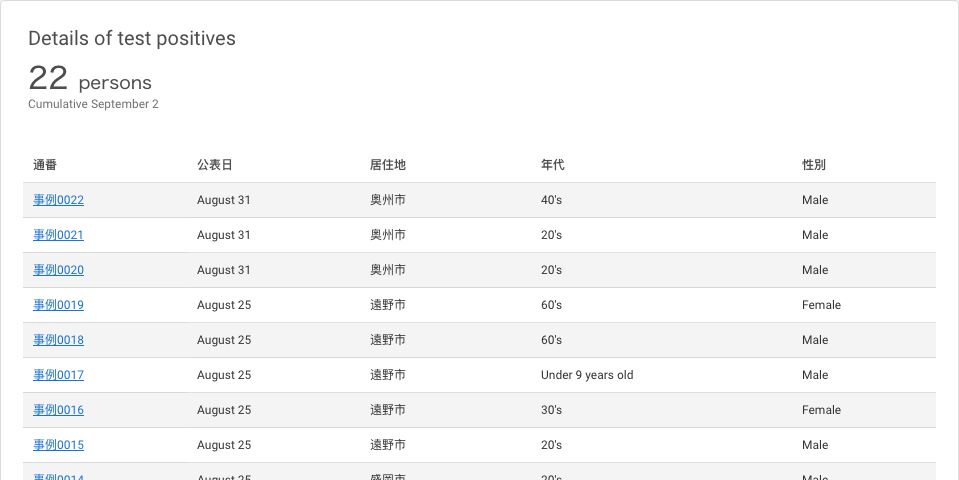 Details of test positives
22 persons
Cumulative September 2
通番 公表日 居住地 年代 性別
事例0022 August 31 奥州市 40's Male
事例0021 August 31 奥州市 20's Male
事例0020 August 31 奥州市 20's Male
事例0019 August 25 遠野市 60's Female
事例0018 August 25 遠野市 60's Male
事例0017 August 25 遠野市 Under 9 years old Male
事例0016 August 25 遠野市 30's Female
事例0015 August 25 遠野市 20's Male
事例0014 August 25 盛岡市 20's Male